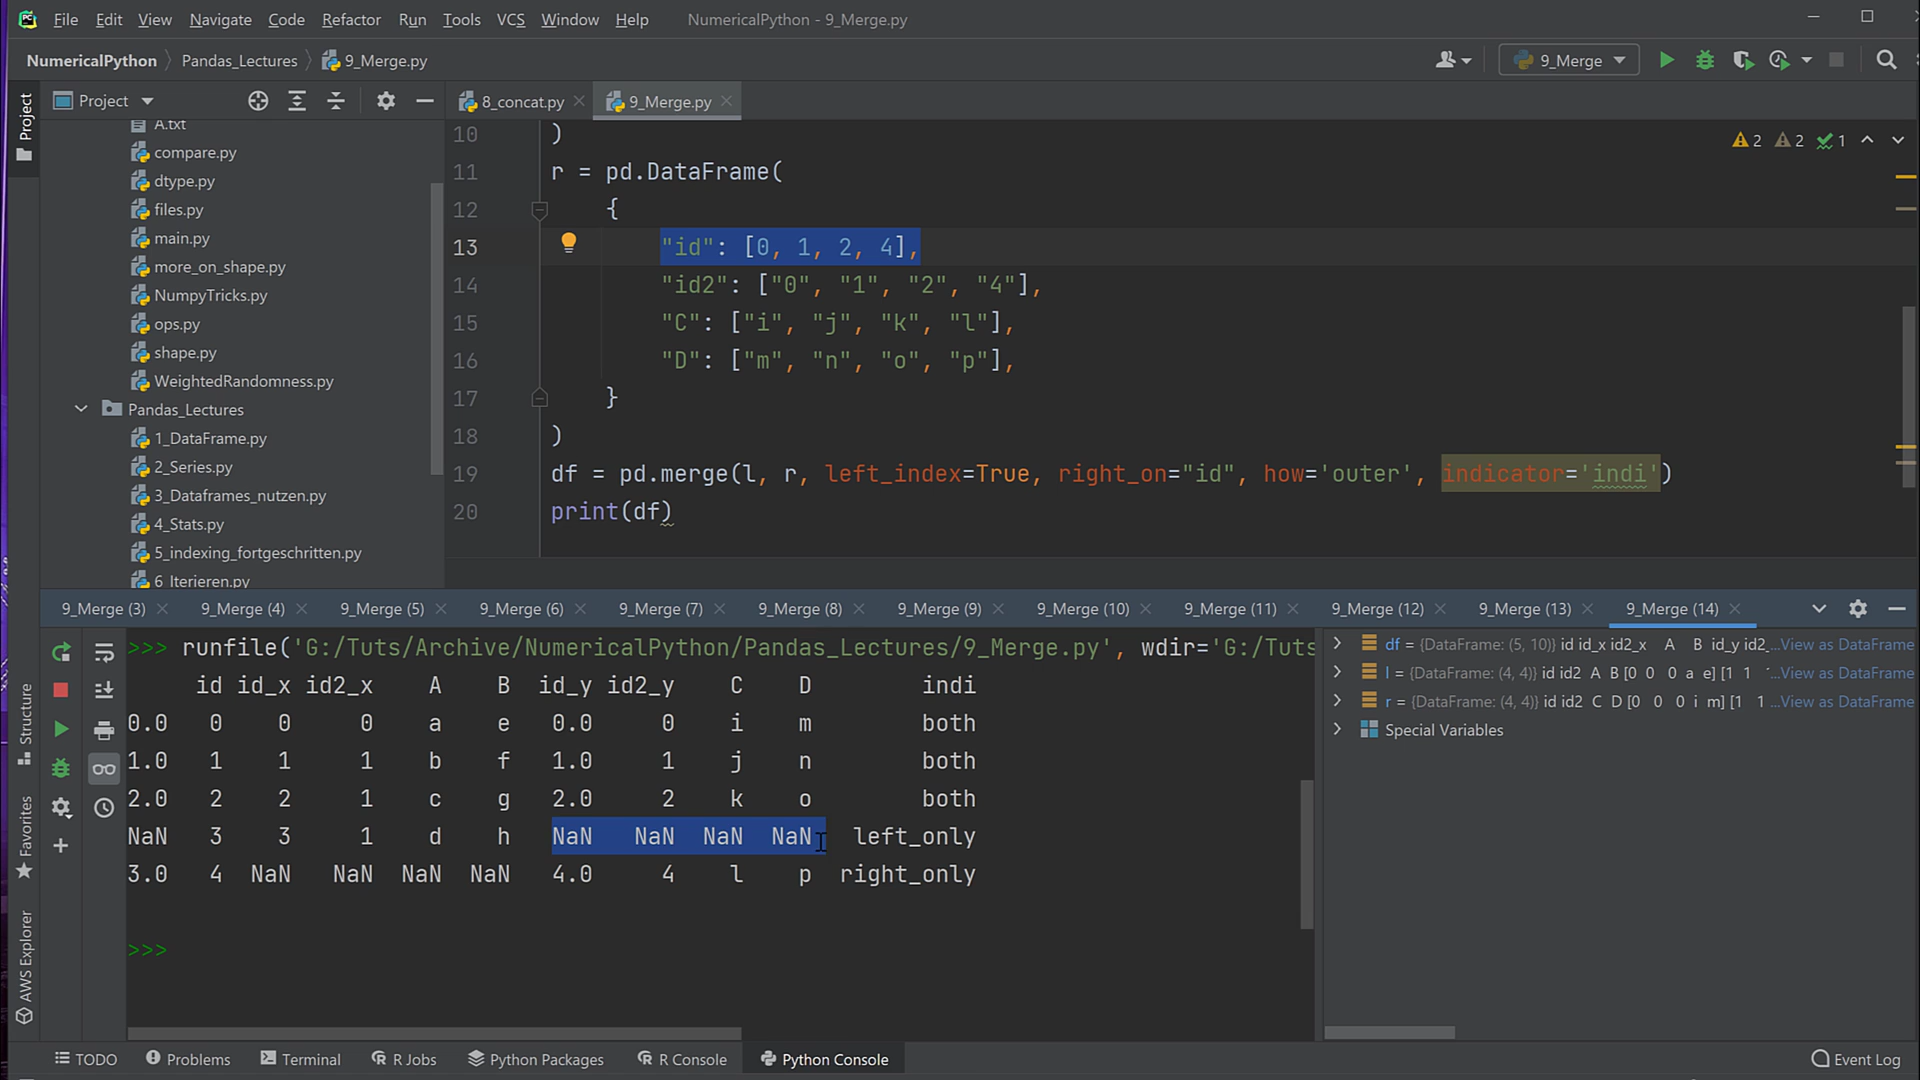 PC File Edit View Navigate Code Refactor Run Tools VCS Window Help NumericalPython - 9_Merge.py
NumericalPython Pandas_Lectures 9_Merge.py 9_Merge
Project
Project
A.txt
compare.py
dtype.py
files.py
main.py
more_on_shape.py
NumpyTricks.py
ops.py
shape.py
WeightedRandomness.py
Pandas_Lectures
1_DataFrame.py
2_Series.py
3_Dataframes_nutzen.py
4_Stats.py
5_indexing_fortgeschritten.py
6_Iterieren.py
8_concat.py 9_Merge.py
2 2 1
10 )
11 r = pd.DataFrame(
12 {
13 "id": [0, 1, 2, 4],
14 "id2": ["0", "1", "2", "4"],
15 "C": ["i", "j", "k", "l"],
16 "D": ["m", "n", "o", "p"],
17 }
18 )
19 df = pd.merge(l, r, left_index=True, right_on="id", how='outer', indicator='indi')
20 print(df)
9_Merge (3) 9_Merge (4) 9_Merge (5) 9_Merge (6) 9_Merge (7) 9_Merge (8) 9_Merge (9) 9_Merge (10) 9_Merge (11) 9_Merge (12) 9_Merge (13) 9_Merge (14)
>>> runfile('G:/Tuts/Archive/NumericalPython/Pandas_Lectures/9_Merge.py', wdir='G:/Tuts
id id_x id2_x A B id_y id2_y C D indi
0.0 0 0 0 a e 0.0 0 i m both
1.0 1 1 1 b f 1.0 1 j n both
2.0 2 2 1 c g 2.0 2 k o both
NaN 3 3 1 d h NaN NaN NaN NaN left_only
3.0 4 NaN NaN NaN NaN 4.0 4 l p right_only
>>>
df = {DataFrame: (5, 10)} id id_x id2_x A B id_y id2_...View as DataFrame
l = {DataFrame: (4, 4)} id id2 A B [0 0 0 a e] [1 1 ...View as DataFrame
r = {DataFrame: (4, 4)} id id2 C D [0 0 0 i m] [1 1 ...View as DataFrame
Special Variables
Structure
Favorites
AWS Explorer
TODO Problems Terminal R Jobs Python Packages R Console Python Console Event Log